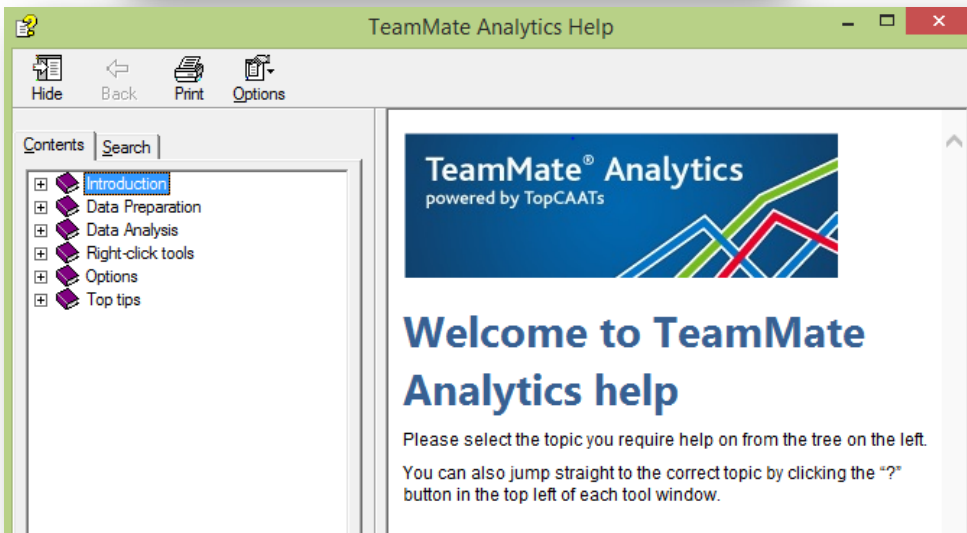 TeamMate Analytics Help
Hide Back Print Options
Contents Search
Introduction
Data Preparation
Data Analysis
Right-click tools
Options
Top tips
TeamMate® Analytics
powered by TopCAATs
Welcome to TeamMate
Analytics help
Please select the topic you require help on from the tree on the left.
You can also jump straight to the correct topic by clicking the “?”
button in the top left of each tool window.